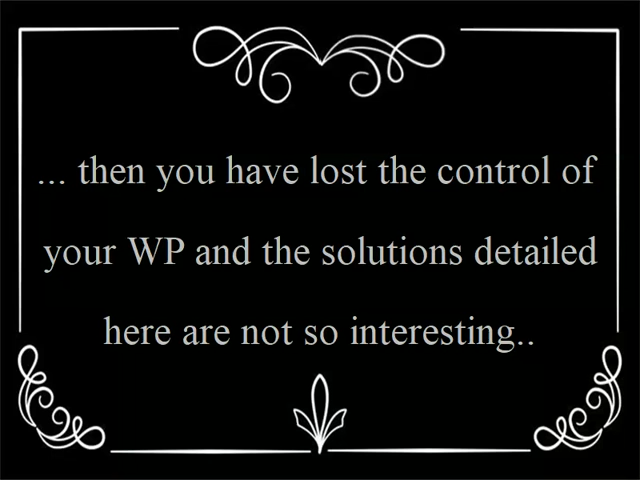 ... then you have lost the control of
your WP and the solutions detailed
here are not so interesting..